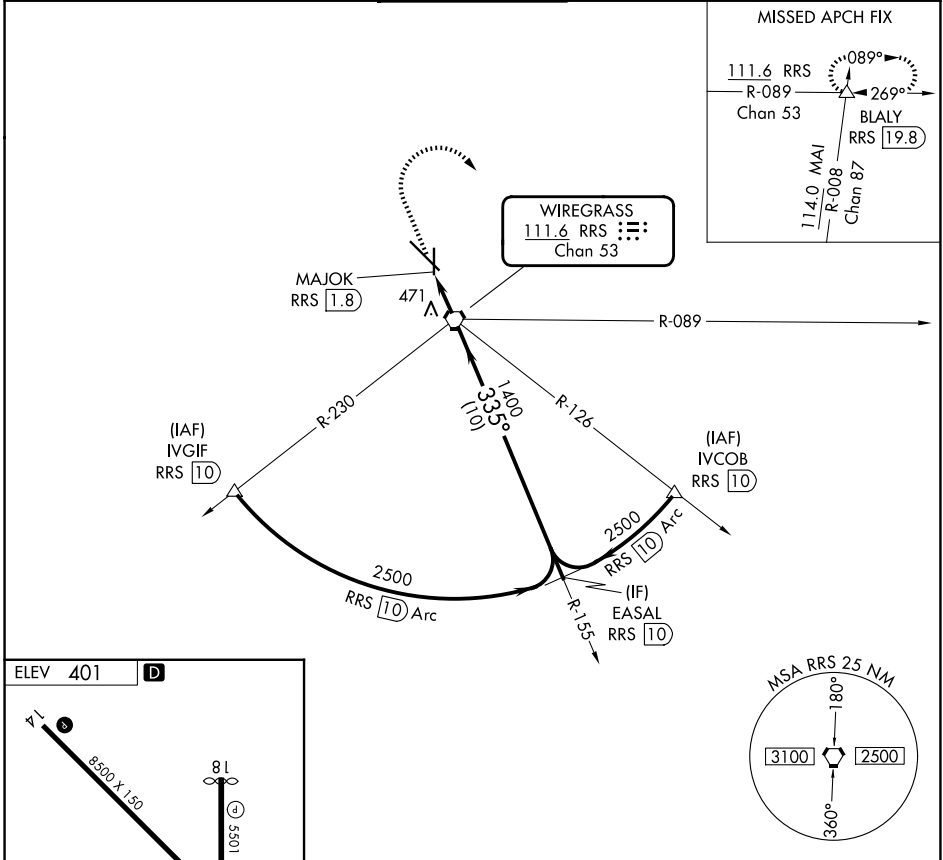 MISSED APCH FIX
111.6 RRS
R-089
Chan 53
089°
269°
BLALY
RRS 19.8
114.0 MAI
R-008
Chan 87
WIREGRASS
111.6 RRS
Chan 53
MAJOK
RRS 1.8
471
R-089
R-230
R-126
1400
335°
(10)
(IAF)
IVGIF
RRS 10
(IAF)
IVCOB
RRS 10
2500
RRS 10 Arc
2500
RRS 10 Arc
(IF)
EASAL
RRS 10
R-155
ELEV 401 D
14
P
8500 X 150
18
P
5501
MSA RRS 25 NM
180°
3100
2500
360°